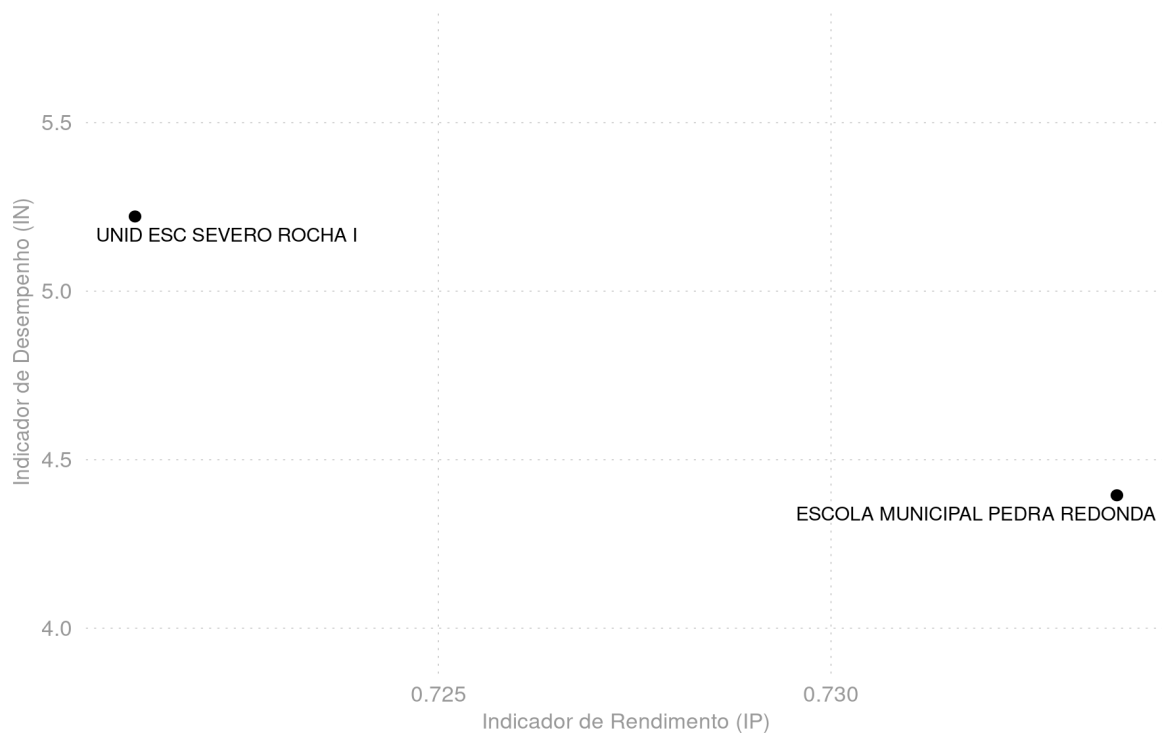 5.5
UNID ESC SEVERO ROCHA I
5.0
Indicador de Desempenho (IN)
4.5
ESCOLA MUNICIPAL PEDRA REDONDA
4.0
0.725 0.730
Indicador de Rendimento (IP)